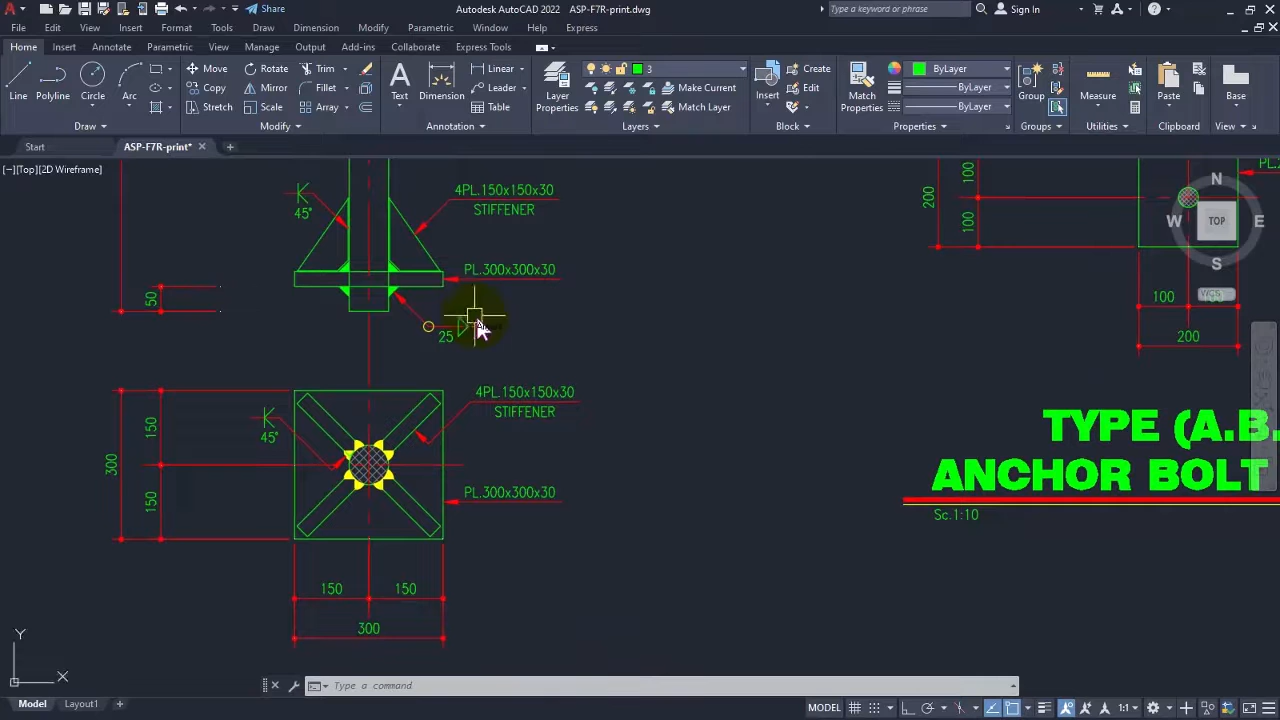 Share
Autodesk AutoCAD 2022 ASP-F7R-print.dwg
Type a keyword or phrase
Sign In
File Edit View Insert Format Tools Draw Dimension Modify Parametric Window Help Express
Home Insert Annotate Parametric View Manage Output Add-ins Collaborate Express Tools
Line Polyline Circle Arc
Move Rotate Trim
Copy Mirror Fillet
Stretch Scale Array
Text Dimension
Linear
Leader
Table
Layer
Properties
3
Make Current
Match Layer
Insert
Create
Edit
Match
Properties
ByLayer
ByLayer
ByLayer
Group
Measure
Paste
Base
Draw Modify Annotation Layers Block Properties Groups Utilities Clipboard View
Start ASP-F7R-print*
[−][Top][2D Wireframe]
45°
4PL.150x150x30
STIFFENER
PL.300x300x30
50
25
200
100
100
N
W TOP E
S
WCS
100
200
4PL.150x150x30
STIFFENER
45°
PL.300x300x30
300
150
150
150 150
300
TYPE (A.B.
ANCHOR BOLT
Sc.1:10
Y
X
Type a command
Model Layout1
MODEL
1:1